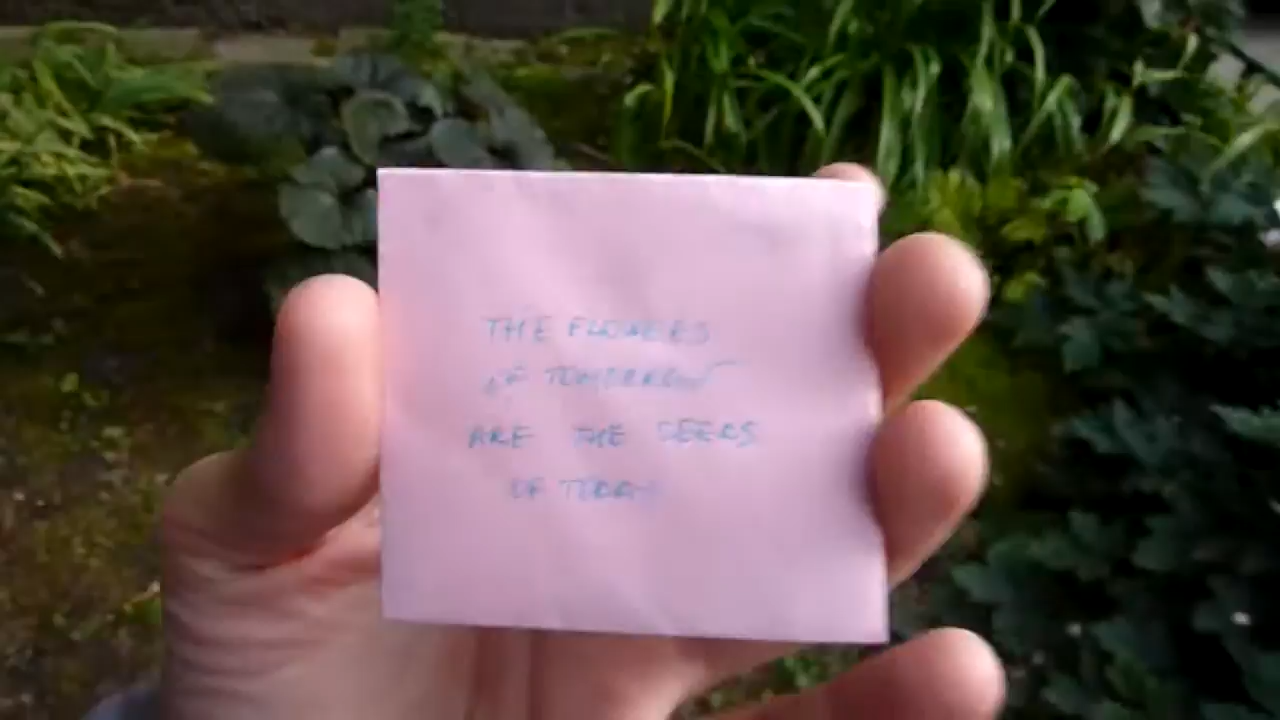 THE FLOWERS
OF TOMORROW
ARE THE SEEDS
OF TODAY